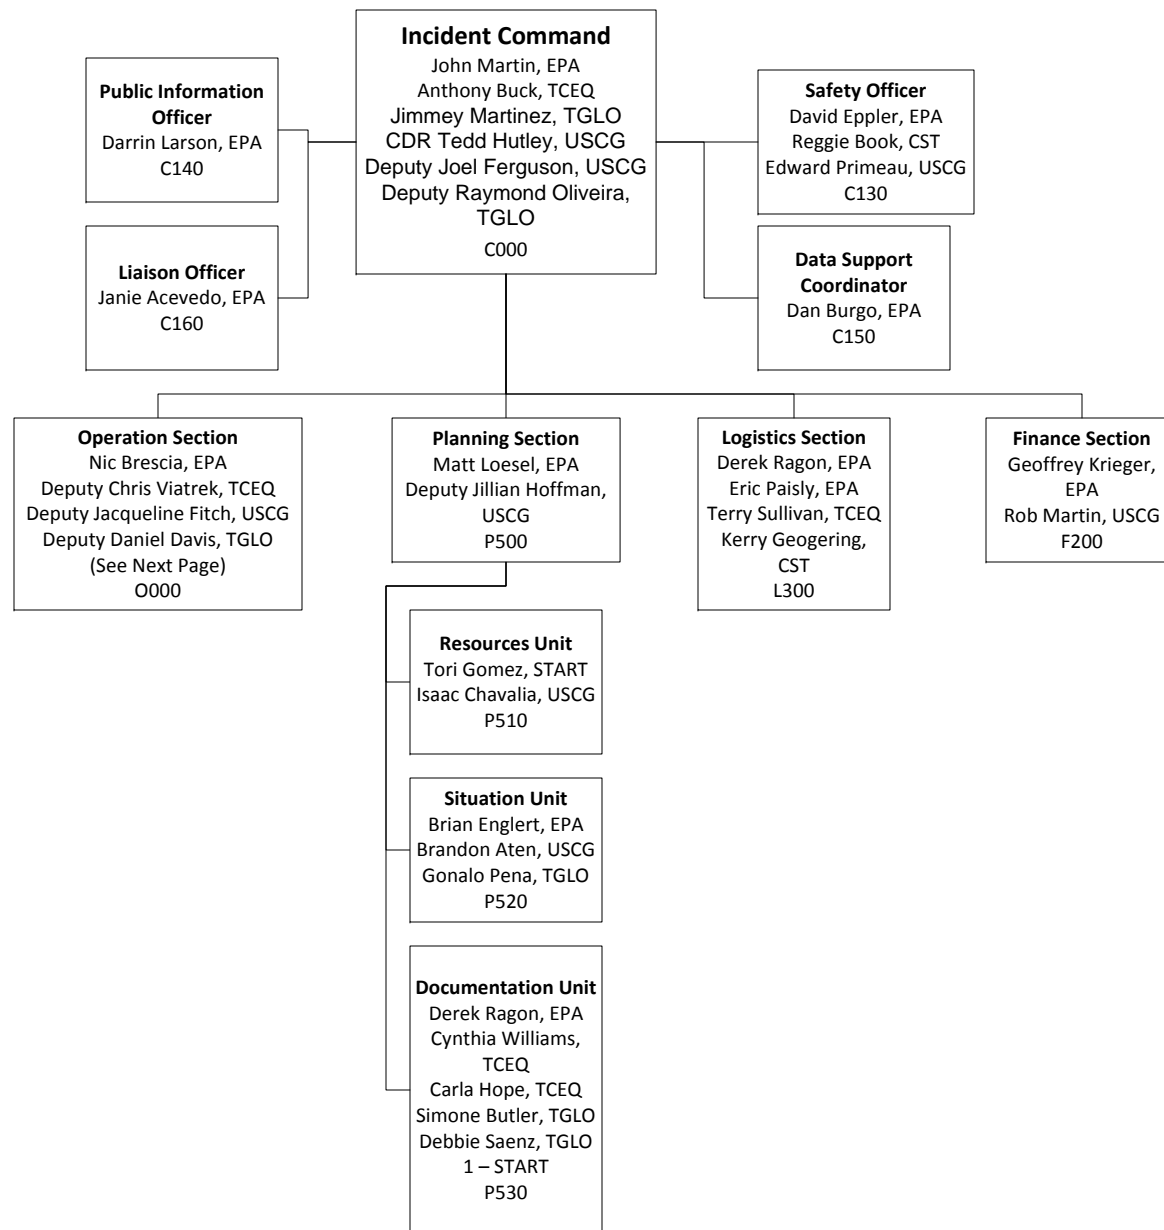 Incident Command
John Martin, EPA
Anthony Buck, TCEQ
Jimmey Martinez, TGLO
CDR Tedd Hutley, USCG
Deputy Joel Ferguson, USCG
Deputy Raymond Oliveira,
TGLO
C000
Public Information
Officer
Darrin Larson, EPA
C140
Safety Officer
David Eppler, EPA
Reggie Book, CST
Edward Primeau, USCG
C130
Liaison Officer
Janie Acevedo, EPA
C160
Data Support
Coordinator
Dan Burgo, EPA
C150
Operation Section
Nic Brescia, EPA
Deputy Chris Viatrek, TCEQ
Deputy Jacqueline Fitch, USCG
Deputy Daniel Davis, TGLO
(See Next Page)
O000
Planning Section
Matt Loesel, EPA
Deputy Jillian Hoffman,
USCG
P500
Logistics Section
Derek Ragon, EPA
Eric Paisly, EPA
Terry Sullivan, TCEQ
Kerry Geogering,
CST
L300
Finance Section
Geoffrey Krieger,
EPA
Rob Martin, USCG
F200
Resources Unit
Tori Gomez, START
Isaac Chavalia, USCG
P510
Situation Unit
Brian Englert, EPA
Brandon Aten, USCG
Gonalo Pena, TGLO
P520
Documentation Unit
Derek Ragon, EPA
Cynthia Williams,
TCEQ
Carla Hope, TCEQ
Simone Butler, TGLO
Debbie Saenz, TGLO
1 – START
P530